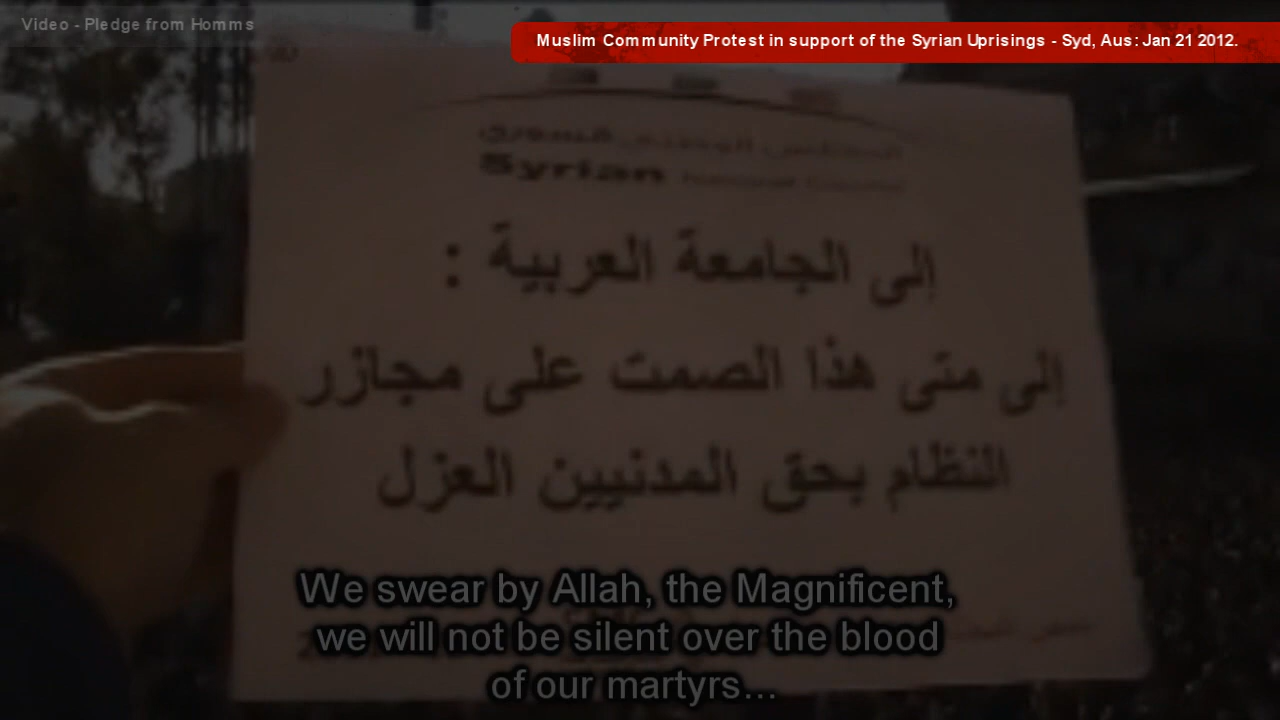 Video - Pledge from Homms
Muslim Community Protest in support of the Syrian Uprisings - Syd, Aus: Jan 21 2012.
Syrian
إلى الجامعة العربية :
إلى متى هذا الصمت على مجازر
النظام بحق المدنيين العزل
We swear by Allah, the Magnificent,
we will not be silent over the blood
of our martyrs...